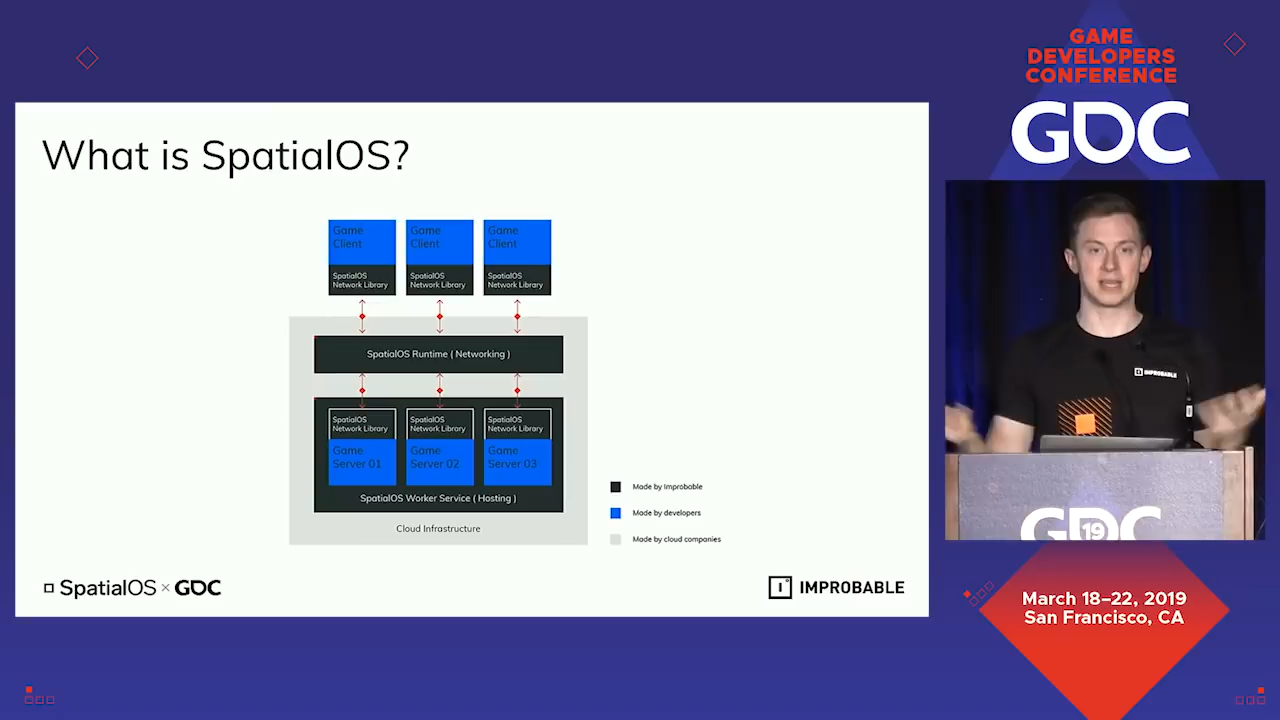 GAME
DEVELOPERS
CONFERENCE
GDC
What is SpatialOS?
Game
Client
Game
Client
Game
Client
SpatialOS
Network Library
SpatialOS
Network Library
SpatialOS
Network Library
SpatialOS Runtime ( Networking )
SpatialOS
Network Library
SpatialOS
Network Library
SpatialOS
Network Library
Game
Server 01
Game
Server 02
Game
Server 03
SpatialOS Worker Service ( Hosting )
Cloud Infrastructure
Made by Improbable
Made by developers
Made by cloud companies
SpatialOS × GDC
IMPROBABLE
IMPROBABLE
GDC
19
March 18–22, 2019
San Francisco, CA